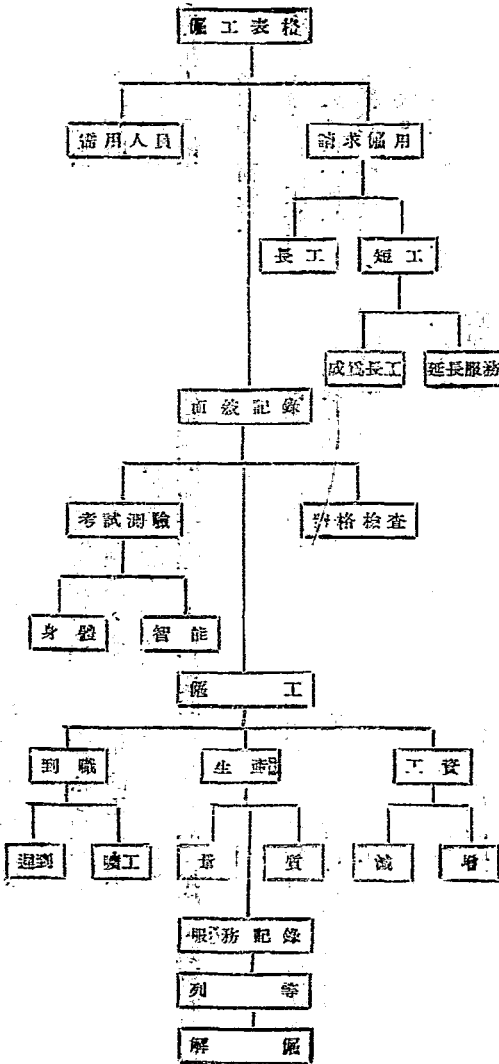 僱工表格
僱用人員
請求僱用
長工
短工
成爲長工
延長服務
面談記錄
考試測驗
資格檢查
身體
智能
僱工
到職
生產
工資
遲到
曠工
量
質
減
增
服務記錄
列等
解僱